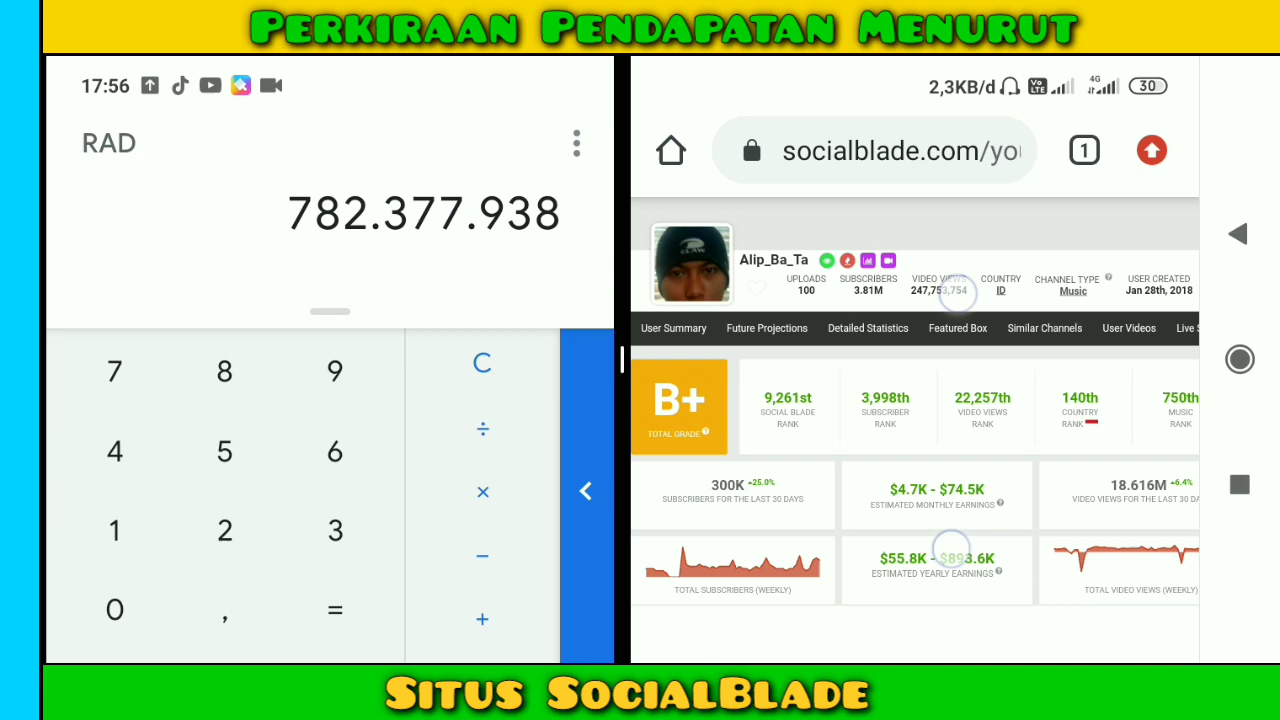 PERKIRAAN PENDAPATAN MENURUT
17:56
RAD
782.377.938
7 8 9
4 5 6
1 2 3
0 , =
C
÷
×
−
+
2,3KB/d Vo LTE 4G 30
socialblade.com/you
1
Alip_Ba_Ta
UPLOADS
100
SUBSCRIBERS
3.81M
VIDEO VIEWS
247,753,754
COUNTRY
ID
CHANNEL TYPE ?
Music
USER CREATED
Jan 28th, 2018
User Summary Future Projections Detailed Statistics Featured Box Similar Channels User Videos Live S
B+
TOTAL GRADE ?
9,261st
SOCIAL BLADE
RANK
3,998th
SUBSCRIBER
RANK
22,257th
VIDEO VIEWS
RANK
140th
COUNTRY
RANK
750th
MUSIC
RANK
300K +25.0%
SUBSCRIBERS FOR THE LAST 30 DAYS
$4.7K - $74.5K
ESTIMATED MONTHLY EARNINGS ?
18.616M +6.4%
VIDEO VIEWS FOR THE LAST 30 DA
TOTAL SUBSCRIBERS (WEEKLY)
$55.8K - $893.6K
ESTIMATED YEARLY EARNINGS ?
TOTAL VIDEO VIEWS (WEEKLY)
SITUS SOCIALBLADE